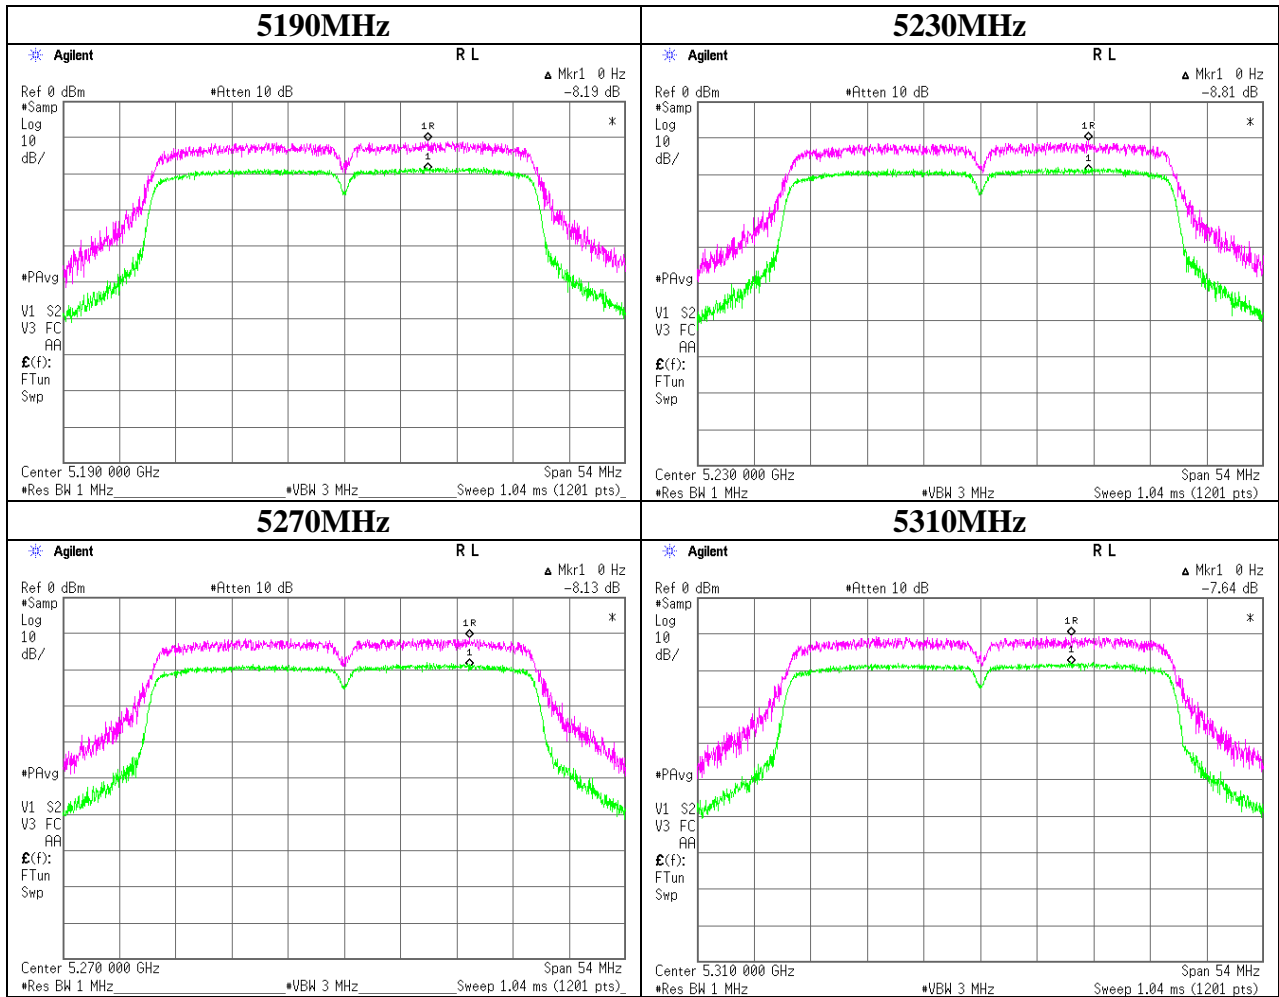 5190MHz
5230MHz
Agilent R L
Δ Mkr1 0 Hz
Ref 0 dBm #Atten 10 dB -8.19 dB
#Samp
Log
10
dB/
*
1R
1
#PAvg
V1 S2
V3 FC
AA
£(f):
FTun
Swp
Center 5.190 000 GHz Span 54 MHz
#Res BW 1 MHz #VBW 3 MHz Sweep 1.04 ms (1201 pts)
Agilent R L
Δ Mkr1 0 Hz
Ref 0 dBm #Atten 10 dB -8.81 dB
#Samp
Log
10
dB/
*
1R
1
#PAvg
V1 S2
V3 FC
AA
£(f):
FTun
Swp
Center 5.230 000 GHz Span 54 MHz
#Res BW 1 MHz #VBW 3 MHz Sweep 1.04 ms (1201 pts)
5270MHz
5310MHz
Agilent R L
Δ Mkr1 0 Hz
Ref 0 dBm #Atten 10 dB -8.13 dB
#Samp
Log
10
dB/
*
1R
1
#PAvg
V1 S2
V3 FC
AA
£(f):
FTun
Swp
Center 5.270 000 GHz Span 54 MHz
#Res BW 1 MHz #VBW 3 MHz Sweep 1.04 ms (1201 pts)
Agilent R L
Δ Mkr1 0 Hz
Ref 0 dBm #Atten 10 dB -7.64 dB
#Samp
Log
10
dB/
*
1R
1
#PAvg
V1 S2
V3 FC
AA
£(f):
FTun
Swp
Center 5.310 000 GHz Span 54 MHz
#Res BW 1 MHz #VBW 3 MHz Sweep 1.04 ms (1201 pts)